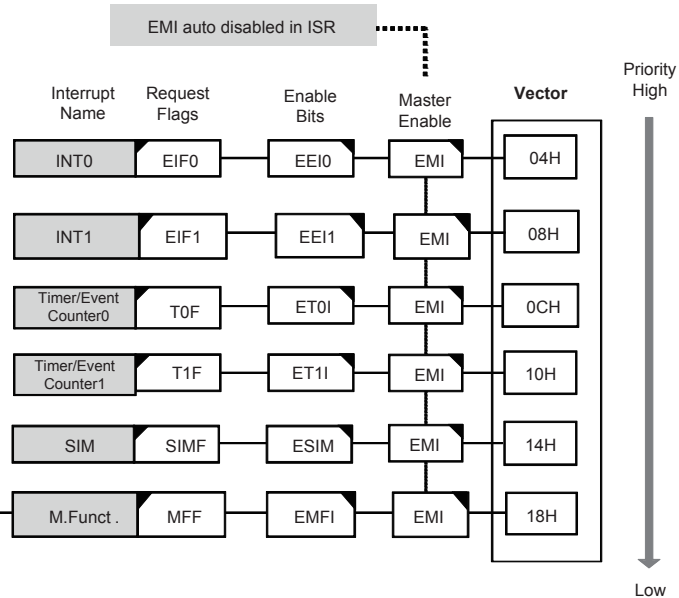 EMI auto disabled in ISR
Priority
High
Interrupt
Name
Request
Flags
Enable
Bits
Master
Enable
Vector
INT0
EIF0
EEI0
EMI
04H
INT1
EIF1
EEI1
EMI
08H
Timer/Event
Counter0
T0F
ET0I
EMI
0CH
Timer/Event
Counter1
T1F
ET1I
EMI
10H
SIM
SIMF
ESIM
EMI
14H
M.Funct .
MFF
EMFI
EMI
18H
Low